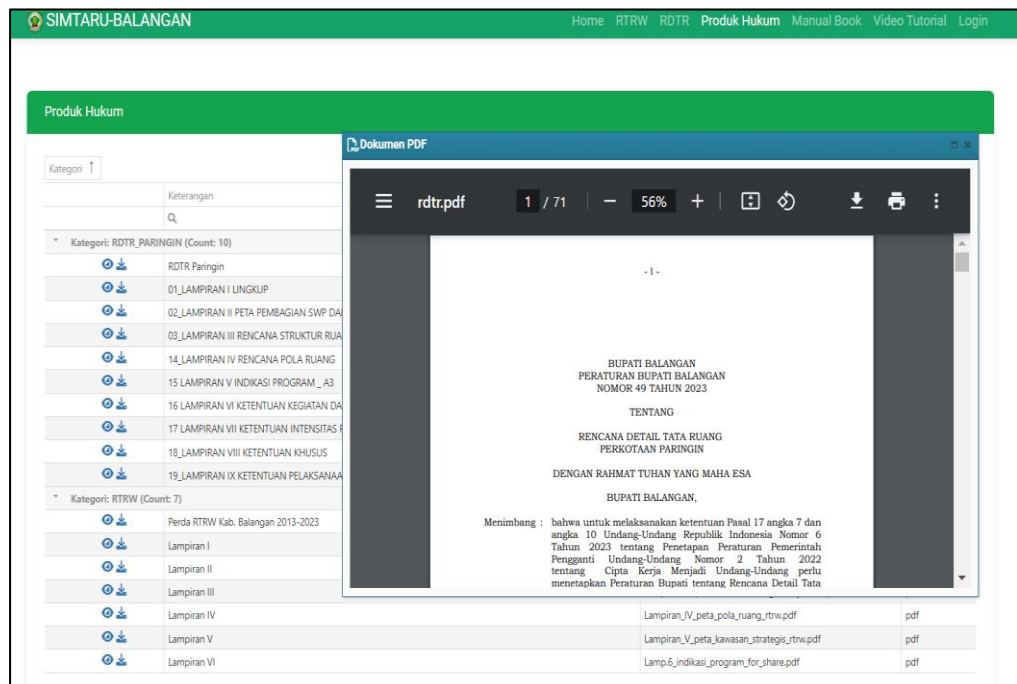 SIMTARU-BALANGAN
Home RTRW RDTR Produk Hukum Manual Book Video Tutorial Login
Produk Hukum
Kategori
Keterangan
Kategori: RDTR_PARINGIN (Count: 10)
RDTR Paringin
01_LAMPIRAN I LINGKUP
02_LAMPIRAN II PETA PEMBAGIAN SWP DA
03_LAMPIRAN III RENCANA STRUKTUR RUA
14_LAMPIRAN IV RENCANA POLA RUANG
15 LAMPIRAN V INDIKASI PROGRAM _ A3
16 LAMPIRAN VI KETENTUAN KEGIATAN DA
17 LAMPIRAN VII KETENTUAN INTENSITAS
18_LAMPIRAN VIII KETENTUAN KHUSUS
19_LAMPIRAN IX KETENTUAN PELAKSANAA
Kategori: RTRW (Count: 7)
Perda RTRW Kab. Balangan 2013-2023
Lampiran I
Lampiran II
Lampiran III
Lampiran IV Lampiran_IV_peta_pola_ruang_rtrw.pdf pdf
Lampiran V Lampiran_V_peta_kawasan_strategis_rtrw.pdf pdf
Lampiran VI Lamp.6_indikasi_program_for_share.pdf pdf
PDF Dokumen PDF
rdtr.pdf 1 / 71 56%
- 1 -
BUPATI BALANGAN
PERATURAN BUPATI BALANGAN
NOMOR 49 TAHUN 2023
TENTANG
RENCANA DETAIL TATA RUANG
PERKOTAAN PARINGIN
DENGAN RAHMAT TUHAN YANG MAHA ESA
BUPATI BALANGAN,
Menimbang : bahwa untuk melaksanakan ketentuan Pasal 17 angka 7 dan
angka 10 Undang-Undang Republik Indonesia Nomor 6
Tahun 2023 tentang Penetapan Peraturan Pemerintah
Pengganti Undang-Undang Nomor 2 Tahun 2022
tentang Cipta Kerja Menjadi Undang-Undang perlu
menetapkan Peraturan Bupati tentang Rencana Detail Tata